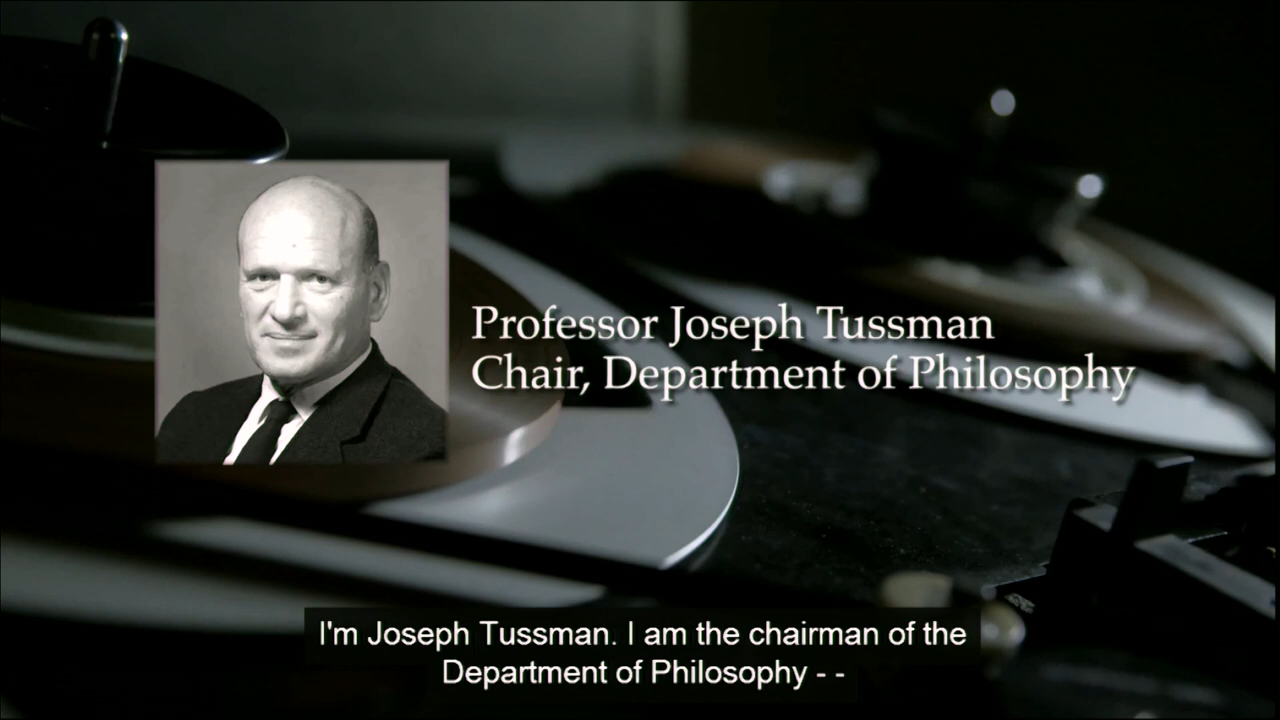 Professor Joseph Tussman
Chair, Department of Philosophy
I'm Joseph Tussman. I am the chairman of the
Department of Philosophy - -